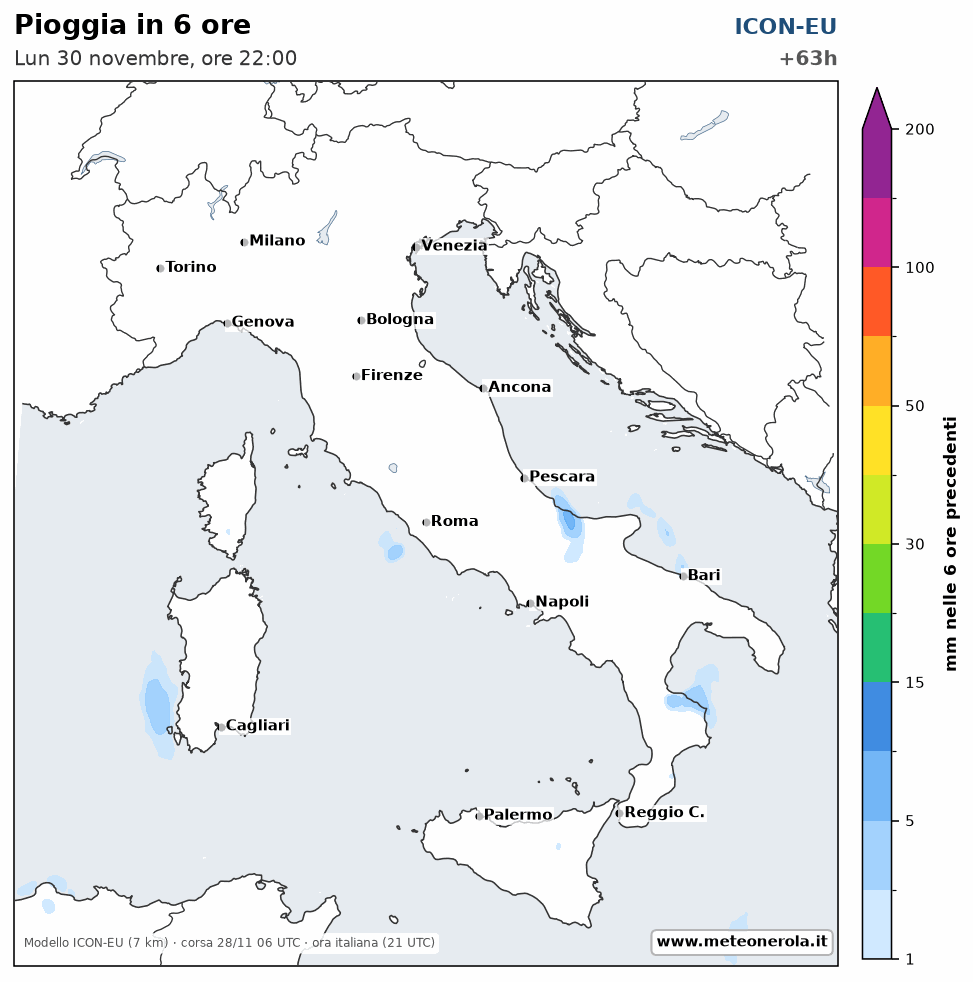 Pioggia in 6 ore
ICON-EU
Lun 30 novembre, ore 22:00
+63h
Milano
Venezia
Torino
Genova
Bologna
Firenze
Ancona
Pescara
Roma
Bari
Napoli
Cagliari
Palermo
Reggio C.
Modello ICON-EU (7 km) · corsa 28/11 06 UTC · ora italiana (21 UTC)
www.meteonerola.it
200
100
50
30
15
5
1
mm nelle 6 ore precedenti